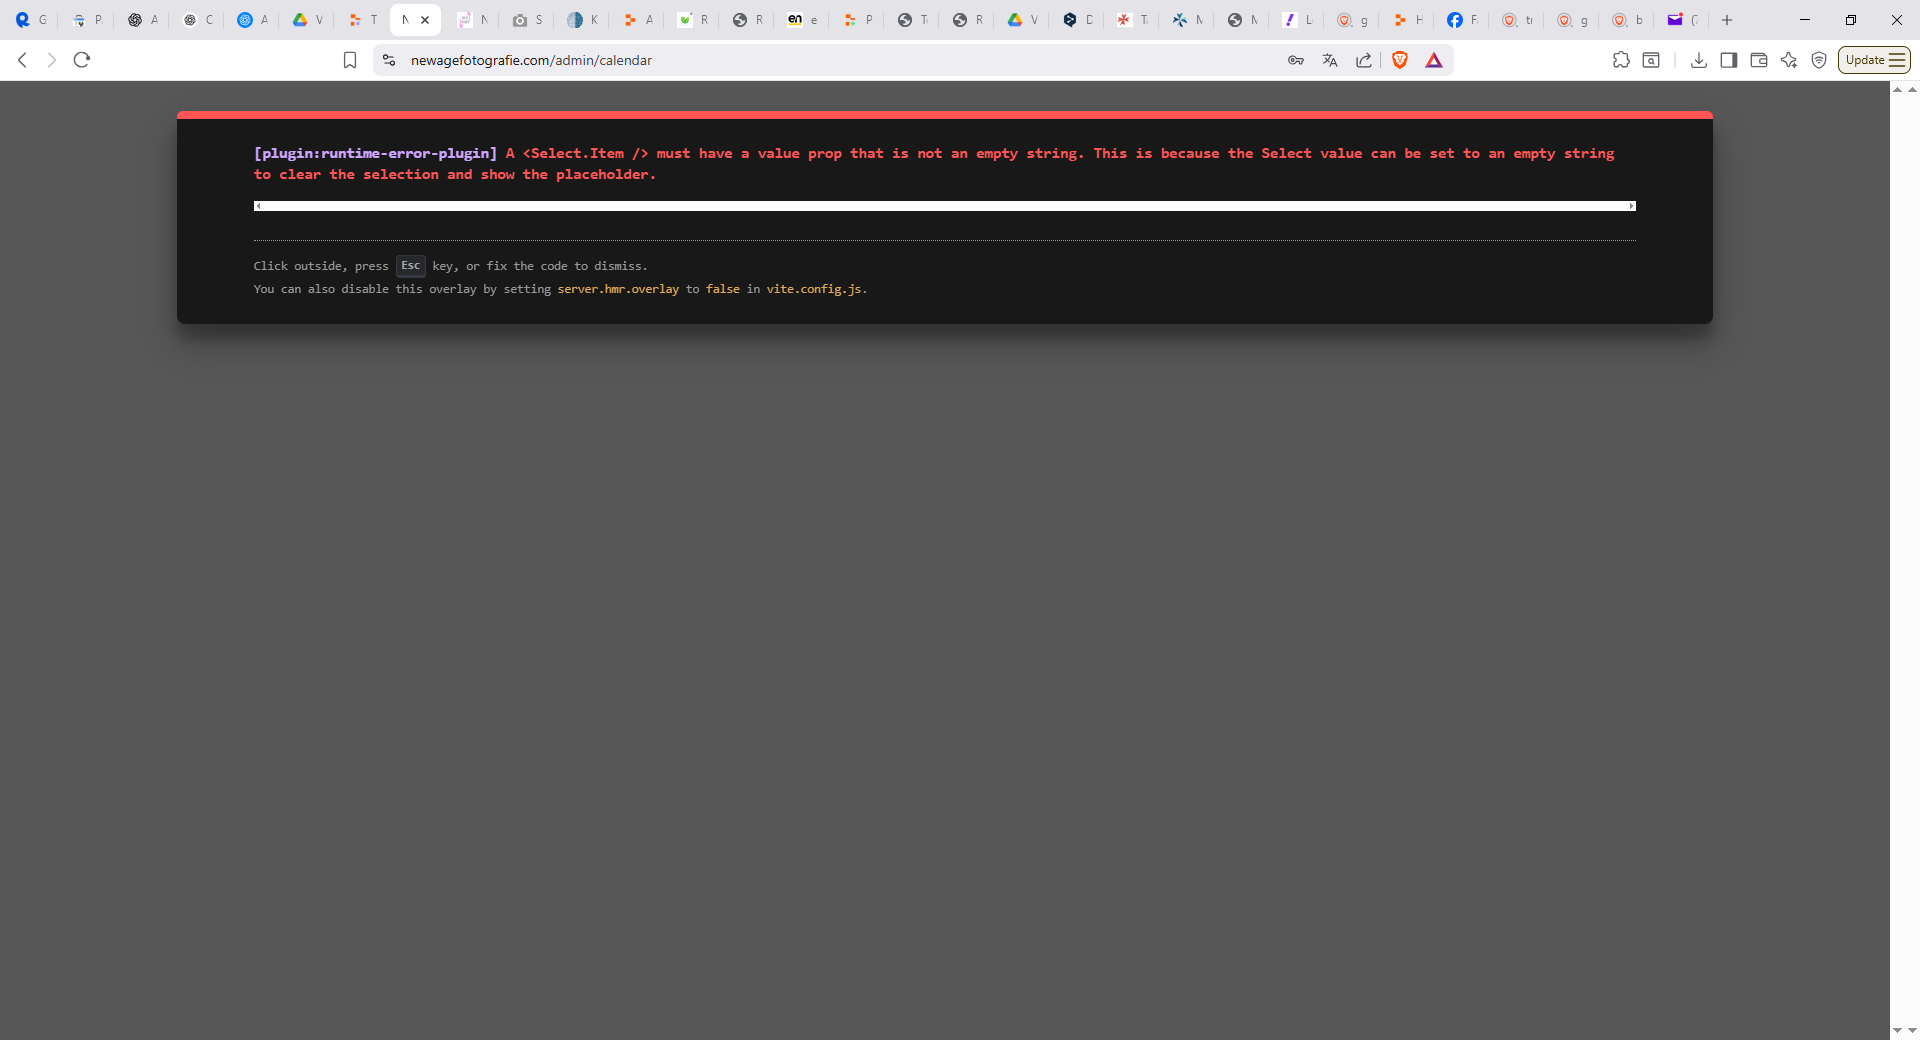 G
P
A
C
A
V
T
N
N
S
K
A
R
R
en e
P
T
R
V
D
T
M
M
L
g
H
F
tr
g
b
(
newagefotografie.com/admin/calendar
Update
[plugin:runtime-error-plugin] A <Select.Item /> must have a value prop that is not an empty string. This is because the Select value can be set to an empty string
to clear the selection and show the placeholder.
Click outside, press Esc key, or fix the code to dismiss.
You can also disable this overlay by setting server.hmr.overlay to false in vite.config.js.